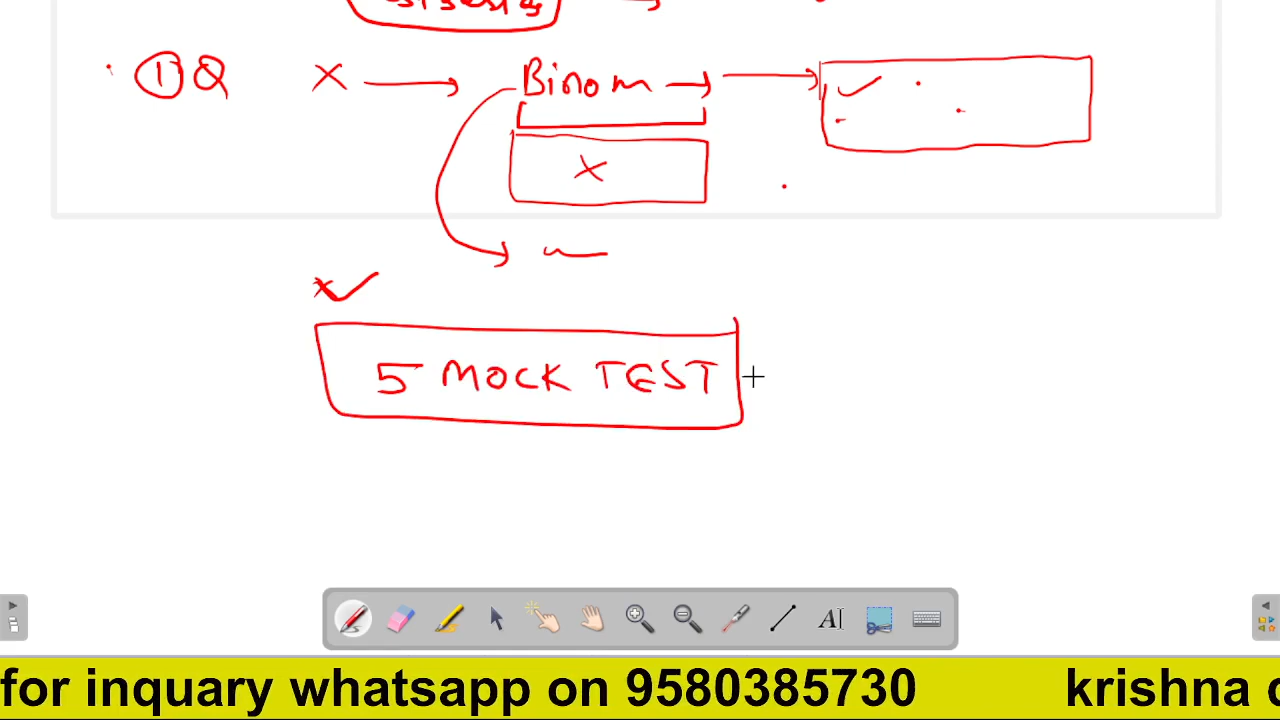 ① Q X → Binom →
X
5 MOCK TEST
for inquary whatsapp on 9580385730 krishna